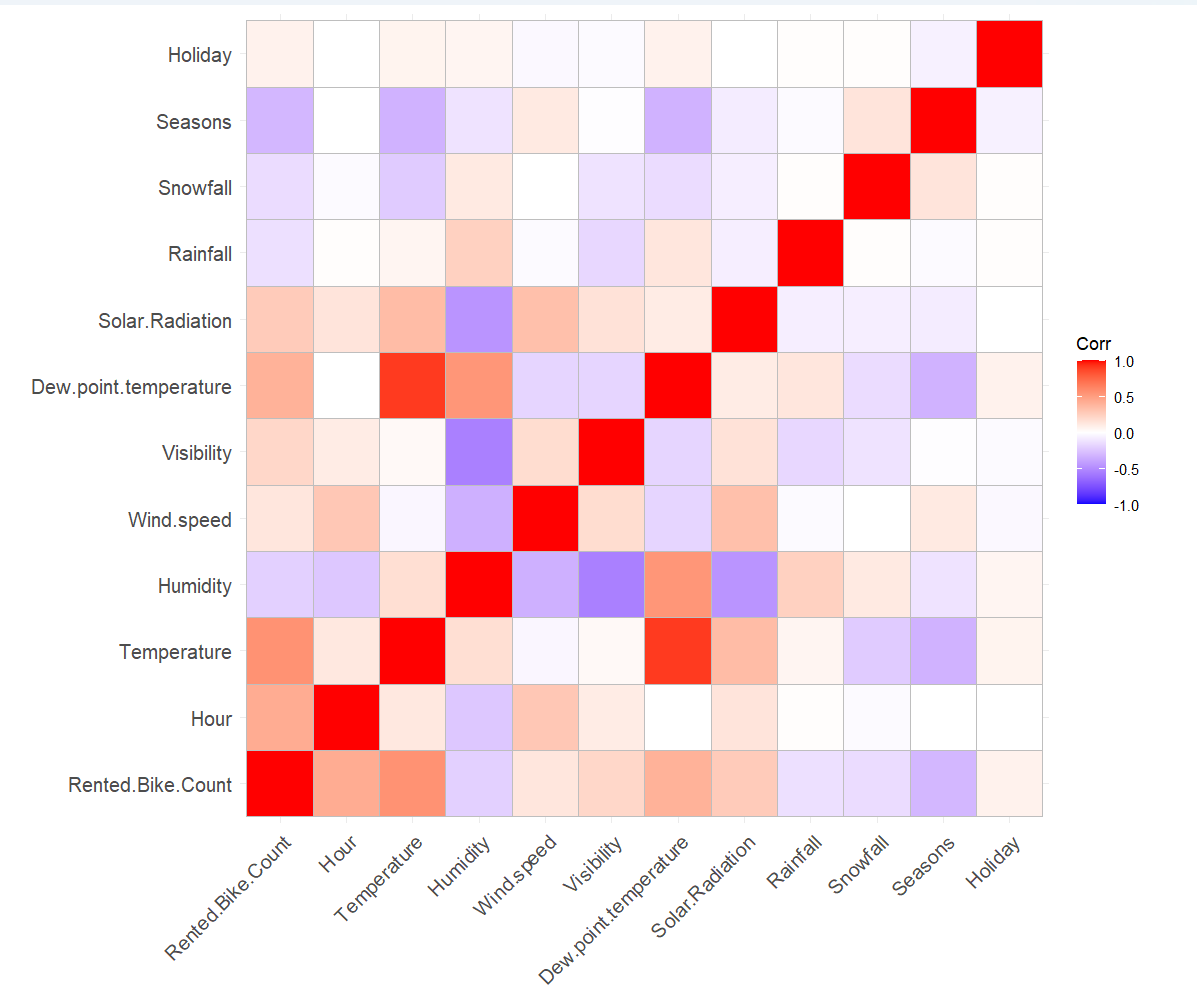 Holiday
Seasons
Snowfall
Rainfall
Solar.Radiation
Dew.point.temperature
Visibility
Wind.speed
Humidity
Temperature
Hour
Rented.Bike.Count
Rented.Bike.Count
Hour
Temperature
Humidity
Wind.speed
Visibility
Dew.point.temperature
Solar.Radiation
Rainfall
Snowfall
Seasons
Holiday
Corr
1.0
0.5
0.0
-0.5
-1.0